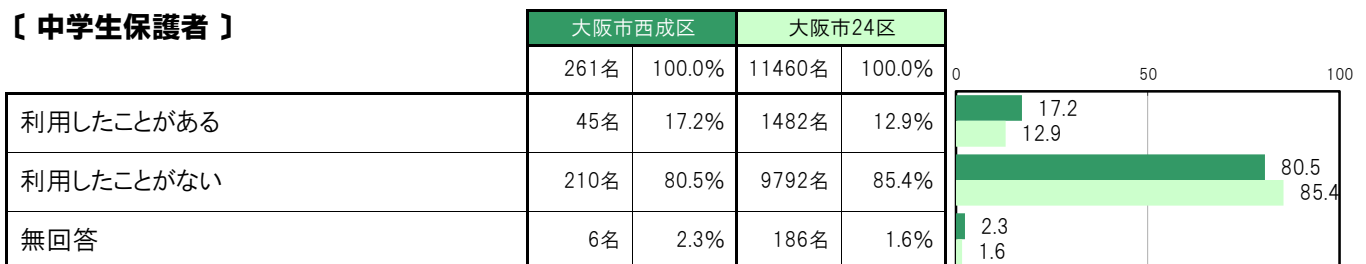 〔 中学生保護者 〕
大阪市西成区 大阪市24区
261名 100.0% 11460名 100.0%
0 50 100
利用したことがある 45名 17.2% 1482名 12.9%
17.2
12.9
利用したことがない 210名 80.5% 9792名 85.4%
80.5
85.4
無回答 6名 2.3% 186名 1.6%
2.3
1.6